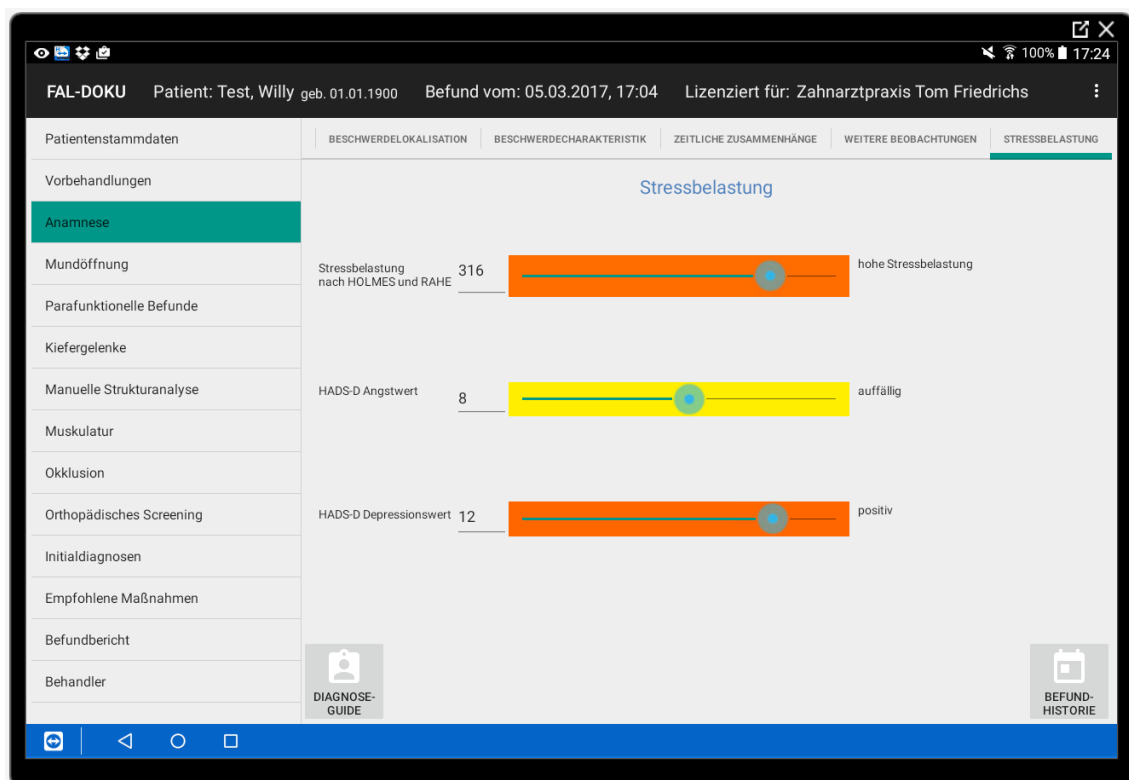 100% 17:24
FAL-DOKU Patient: Test, Willy geb. 01.01.1900 Befund vom: 05.03.2017, 17:04 Lizenziert für: Zahnarztpraxis Tom Friedrichs
Patientenstammdaten
Vorbehandlungen
Anamnese
Mundöffnung
Parafunktionelle Befunde
Kiefergelenke
Manuelle Strukturanalyse
Muskulatur
Okklusion
Orthopädisches Screening
Initialdiagnosen
Empfohlene Maßnahmen
Befundbericht
Behandler
BESCHWERDELOKALISATION BESCHWERDECHARAKTERISTIK ZEITLICHE ZUSAMMENHÄNGE WEITERE BEOBACHTUNGEN STRESSBELASTUNG
Stressbelastung
Stressbelastung
nach HOLMES und RAHE 316 hohe Stressbelastung
HADS-D Angstwert 8 auffällig
HADS-D Depressionswert 12 positiv
DIAGNOSE-
GUIDE
BEFUND-
HISTORIE